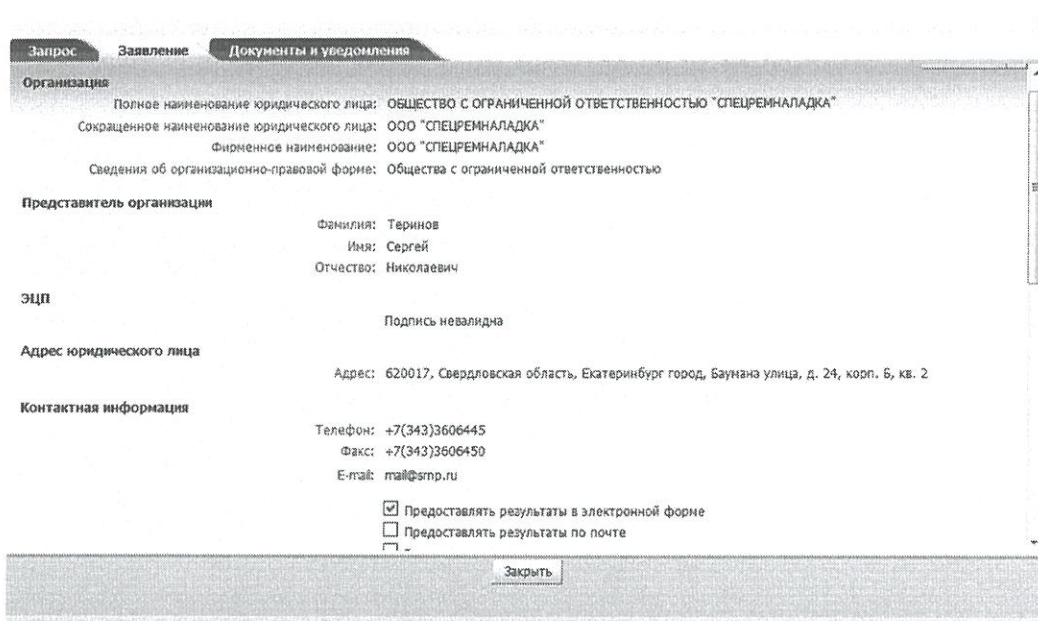 Запрос Заявление Документы и уведомления
Организация
Полное наименование юридического лица: ОБЩЕСТВО С ОГРАНИЧЕННОЙ ОТВЕТСТВЕННОСТЬЮ "СПЕЦРЕМНАЛАДКА"
Сокращенное наименование юридического лица: ООО "СПЕЦРЕМНАЛАДКА"
Фирменное наименование: ООО "СПЕЦРЕМНАЛАДКА"
Сведения об организационно-правовой форме: Общества с ограниченной ответственностью
Представитель организации
Фамилия: Теринов
Имя: Сергей
Отчество: Николаевич
ЭЦП
Подпись невалидна
Адрес юридического лица
Адрес: 620017, Свердловская область, Екатеринбург город, Баумана улица, д. 24, корп. Б, кв. 2
Контактная информация
Телефон: +7(343)3606445
Факс: +7(343)3606450
E-mail: mail@srnp.ru
Предоставлять результаты в электронной форме
Предоставлять результаты по почте
Закрыть